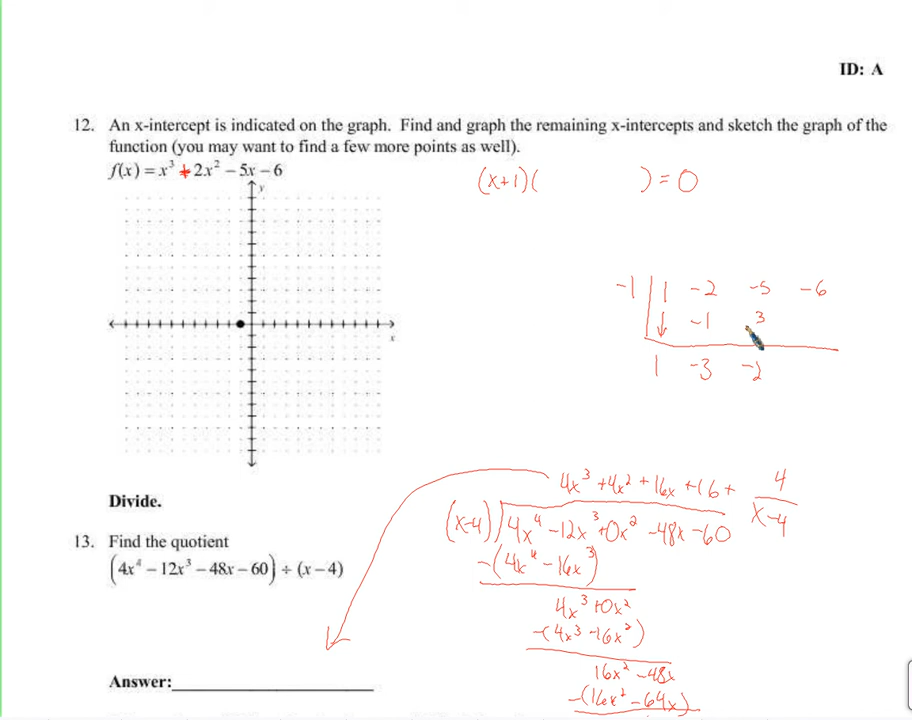 ID: A
12. An x-intercept is indicated on the graph. Find and graph the remaining x-intercepts and sketch the graph of the
function (you may want to find a few more points as well).
f(x) = x³ + 2x² – 5x – 6
(x+1)( ) = 0
y
x
-1 | 1 -2 -5 -6
↓ -1 3
1 -3 -2
4x³ +4x² + 16x +16 + 4/(x-4)
(x-4) 4x⁴ -12x³ +0x² -48x -60
-(4x⁴ -16x³)
4x³ +0x²
-(4x³ -16x²)
16x² -48x
-(16x² -64x)
Divide.
13. Find the quotient
(4x⁴ – 12x³ – 48x – 60) ÷ (x – 4)
Answer: